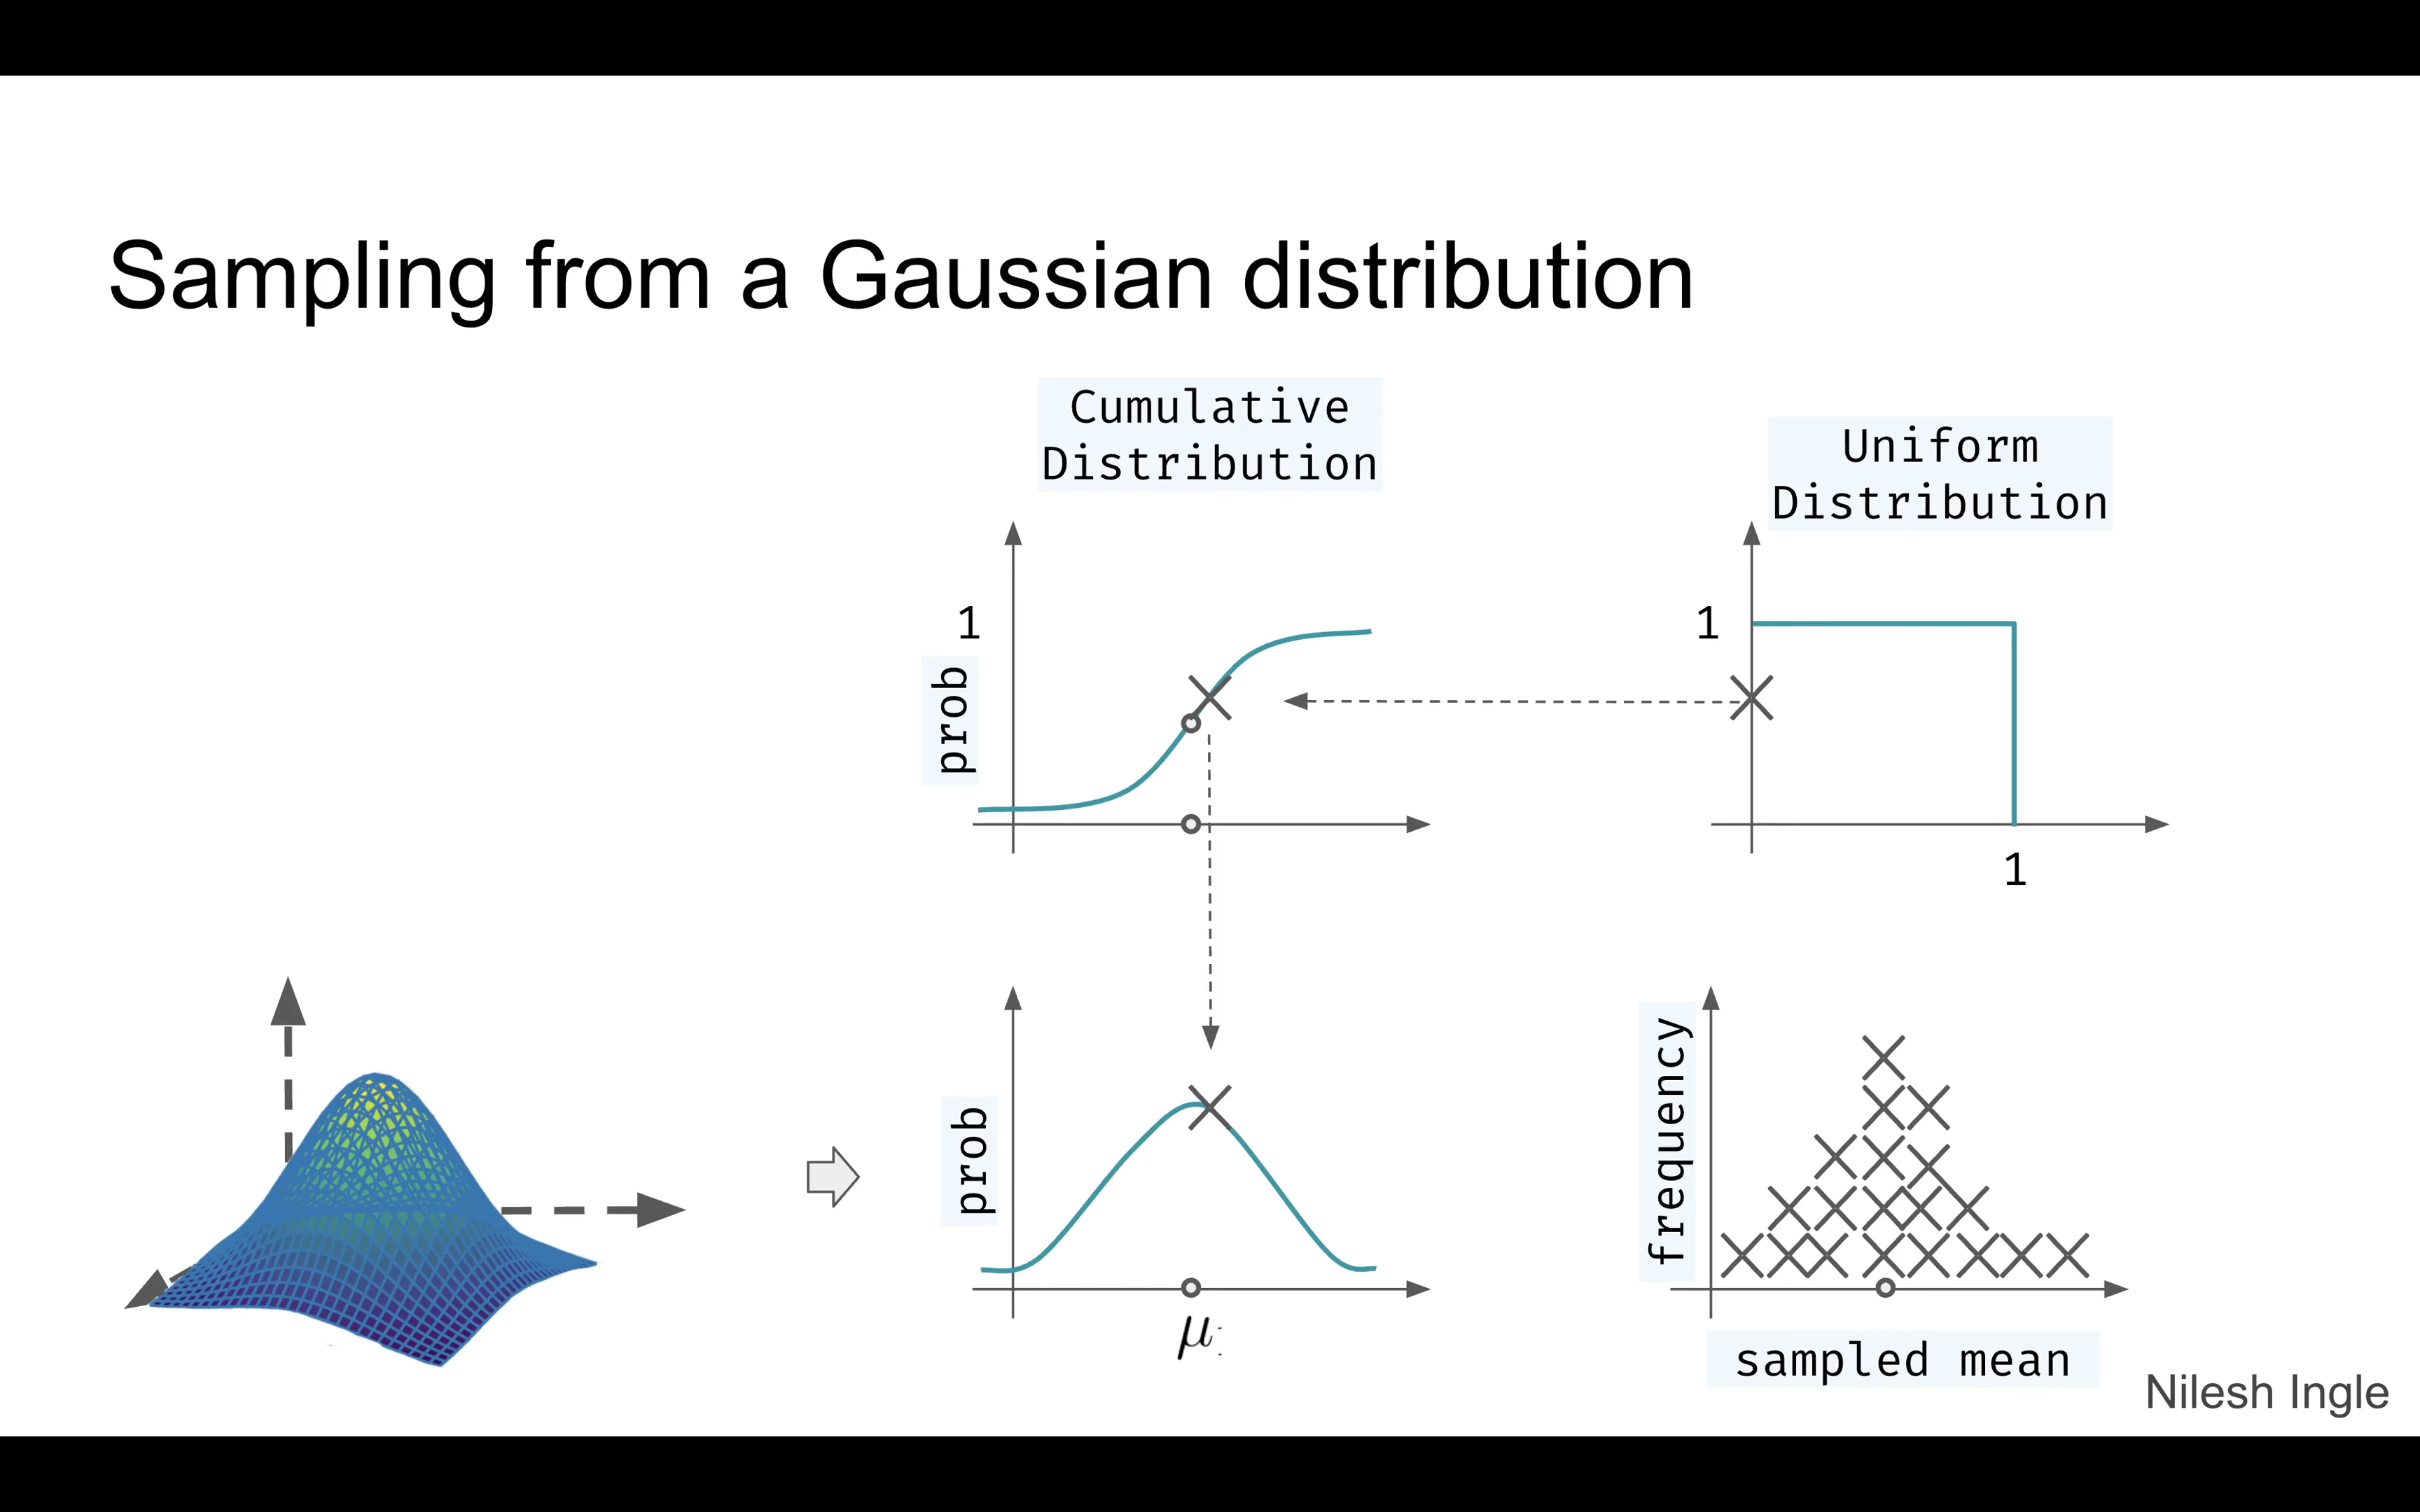 Sampling from a Gaussian distribution
Cumulative
Distribution
Uniform
Distribution
1
prob
1
1
prob
μ
frequency
sampled mean
Nilesh Ingle